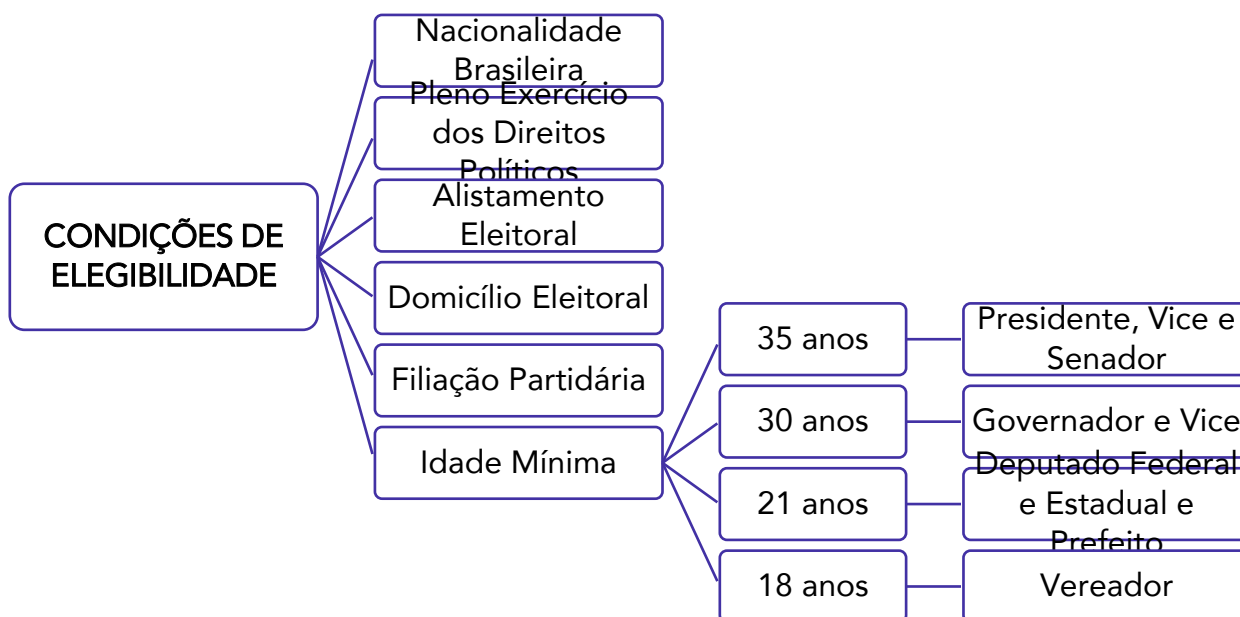 CONDIÇÕES DE
ELEGIBILIDADE
Nacionalidade
Brasileira
Pleno Exercício
dos Direitos
Políticos
Alistamento
Eleitoral
Domicílio Eleitoral
Filiação Partidária
Idade Mínima
35 anos
Presidente, Vice e
Senador
30 anos
Governador e Vice
21 anos
Deputado Federal
e Estadual e
Prefeito
18 anos
Vereador